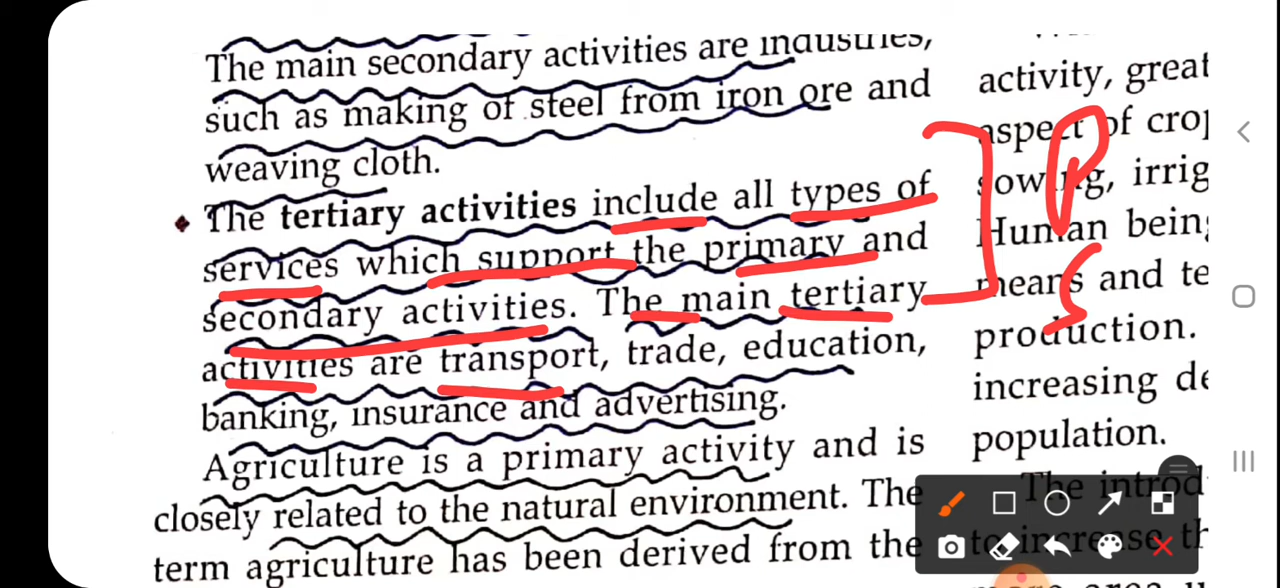 The main secondary activities are industries,
such as making of steel from iron ore and
weaving cloth.
The tertiary activities include all types of
services which support the primary and
secondary activities. The main tertiary
activities are transport, trade, education,
banking, insurance and advertising.
Agriculture is a primary activity and is
closely related to the natural environment. The
term agriculture has been derived from the
activity, great
aspect of crop
sowing, irrig
Human being
means and te
production.
increasing de
population.
The introd
to increase th
P
S